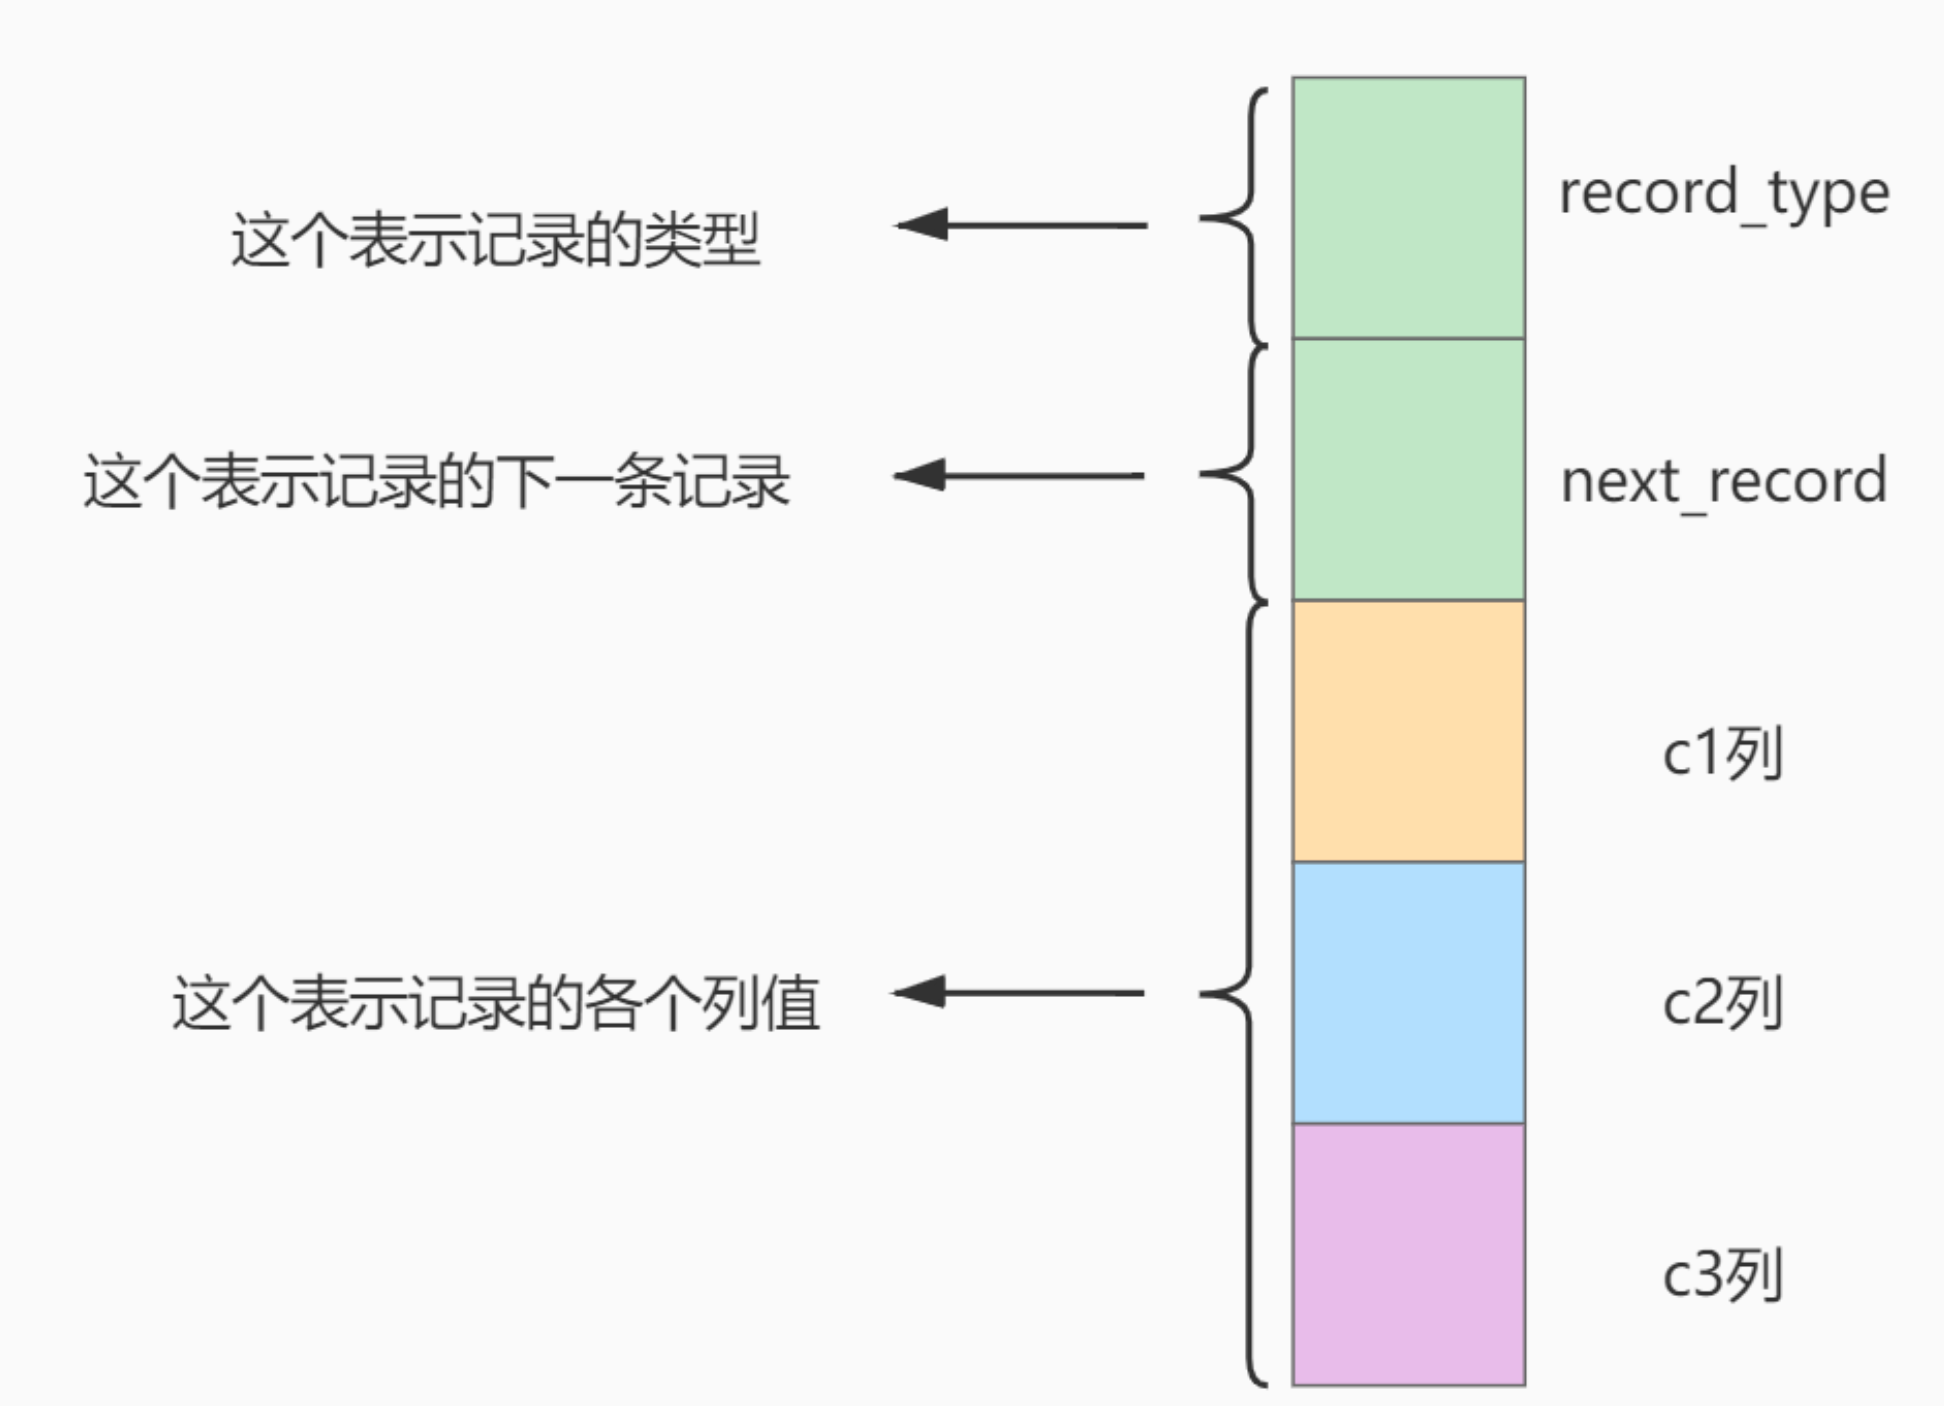 record_type
这个表示记录的类型
next_record
这个表示记录的下一条记录
c1列
这个表示记录的各个列值
c2列
c3列